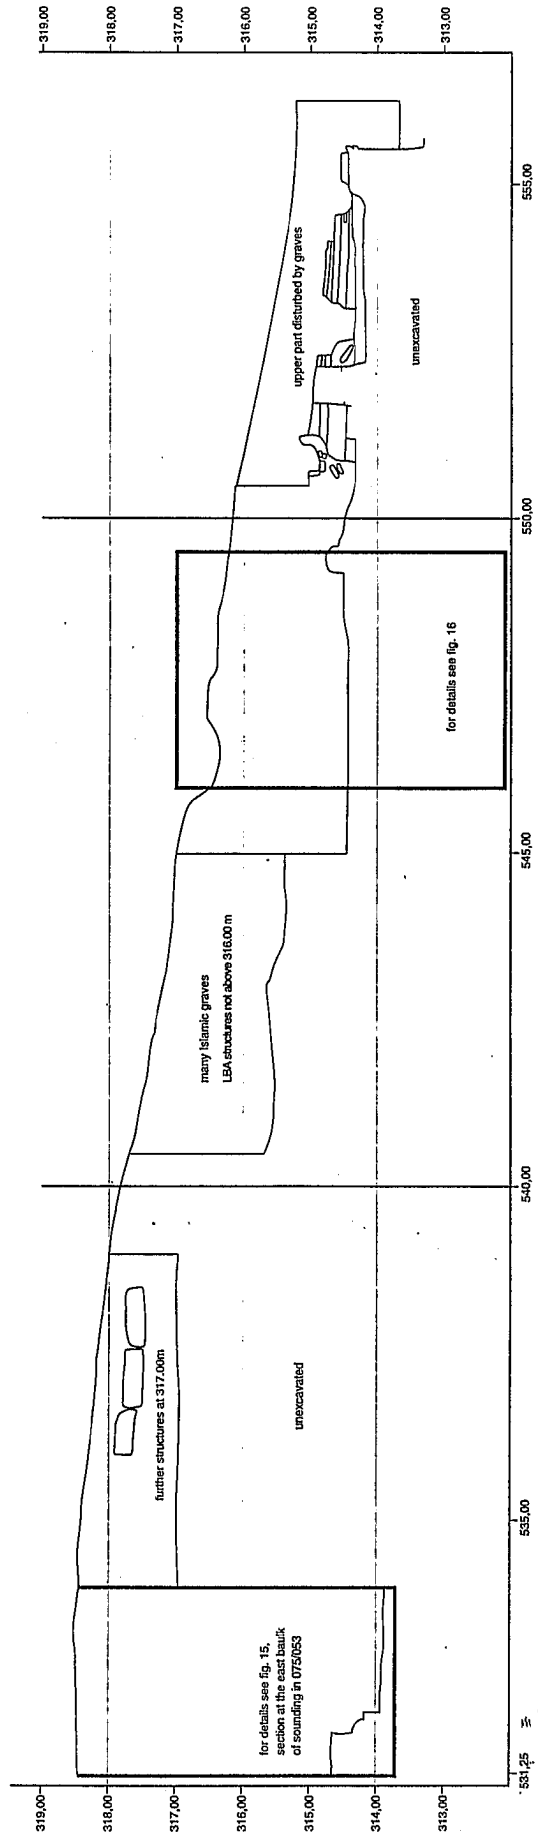 319,00
318,00
317,00
316,00
315,00
314,00
313,00
for details see fig. 15,
section at the east baulk
of sounding in 075/053
further structures at 317.00m
unexcavated
many Islamic graves
LBA structures not above 316.00 m
for details see fig. 16
upper part disturbed by graves
unexcavated
319,00
318,00
317,00
316,00
315,00
314,00
313,00
531,25
535,00
540,00
545,00
550,00
555,00